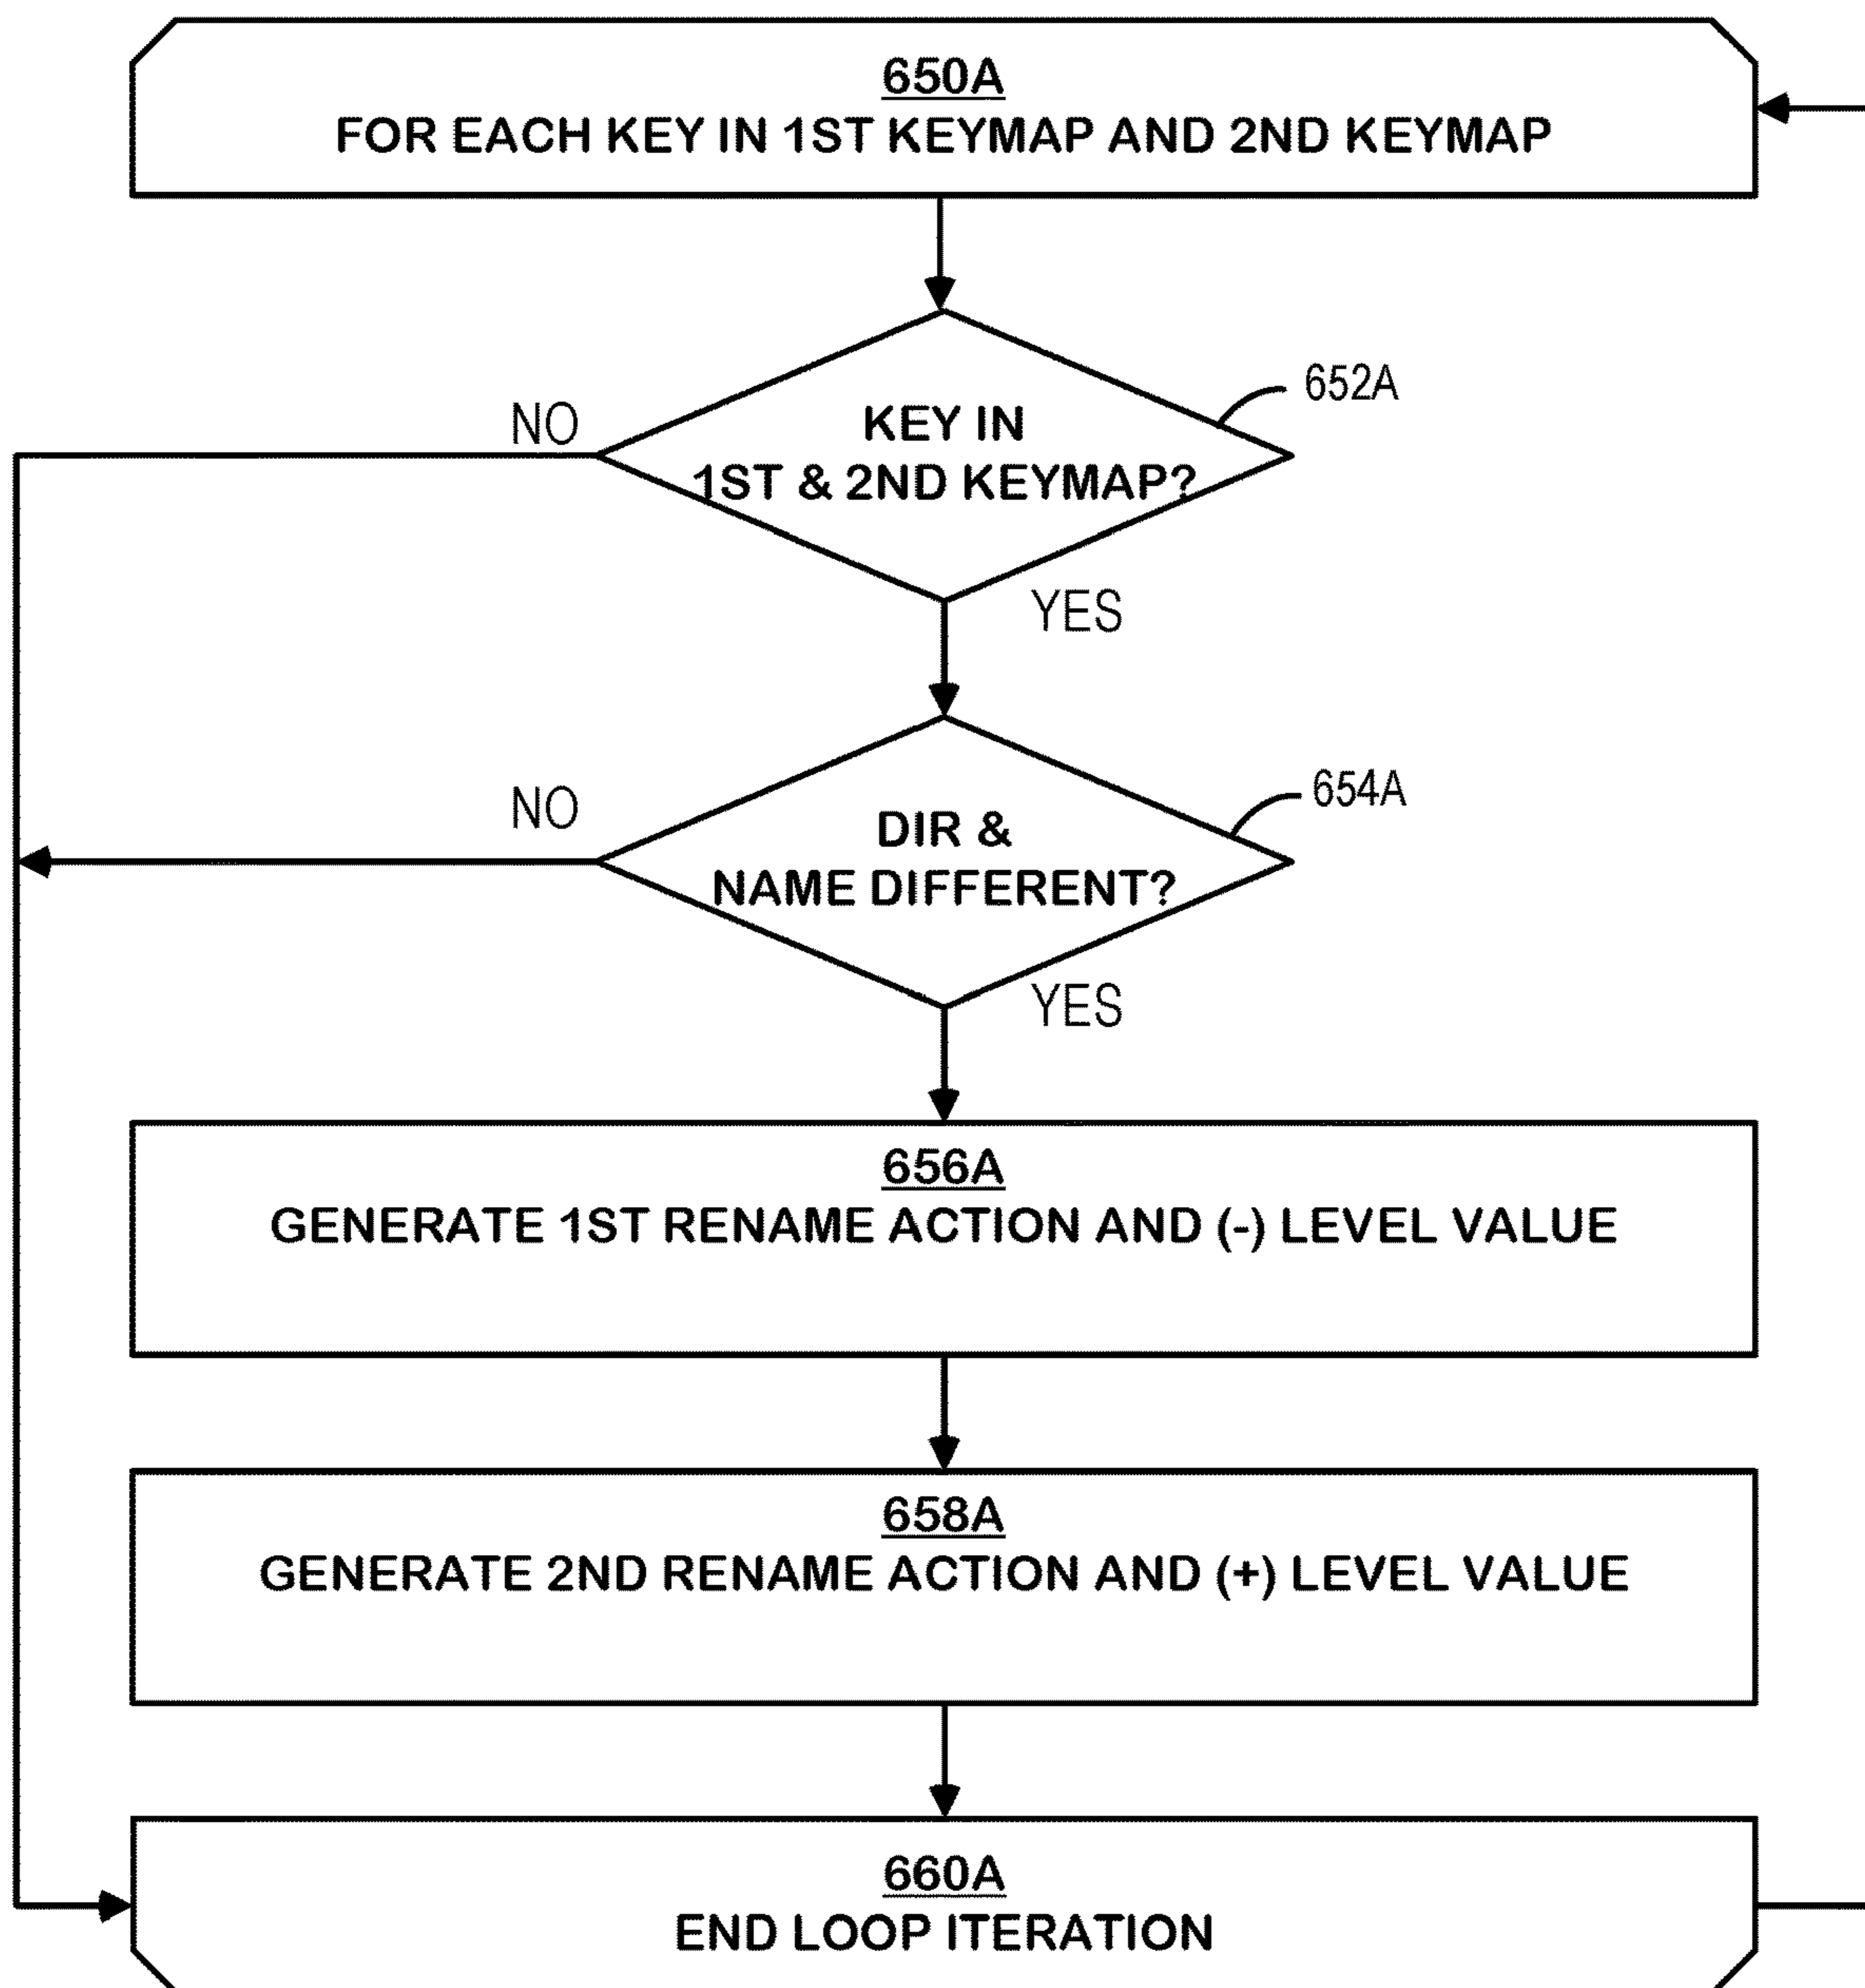 650A
FOR EACH KEY IN 1ST KEYMAP AND 2ND KEYMAP
652A
NO
KEY IN
1ST & 2ND KEYMAP?
YES
654A
NO
DIR &
NAME DIFFERENT?
YES
656A
GENERATE 1ST RENAME ACTION AND (-) LEVEL VALUE
658A
GENERATE 2ND RENAME ACTION AND (+) LEVEL VALUE
660A
END LOOP ITERATION